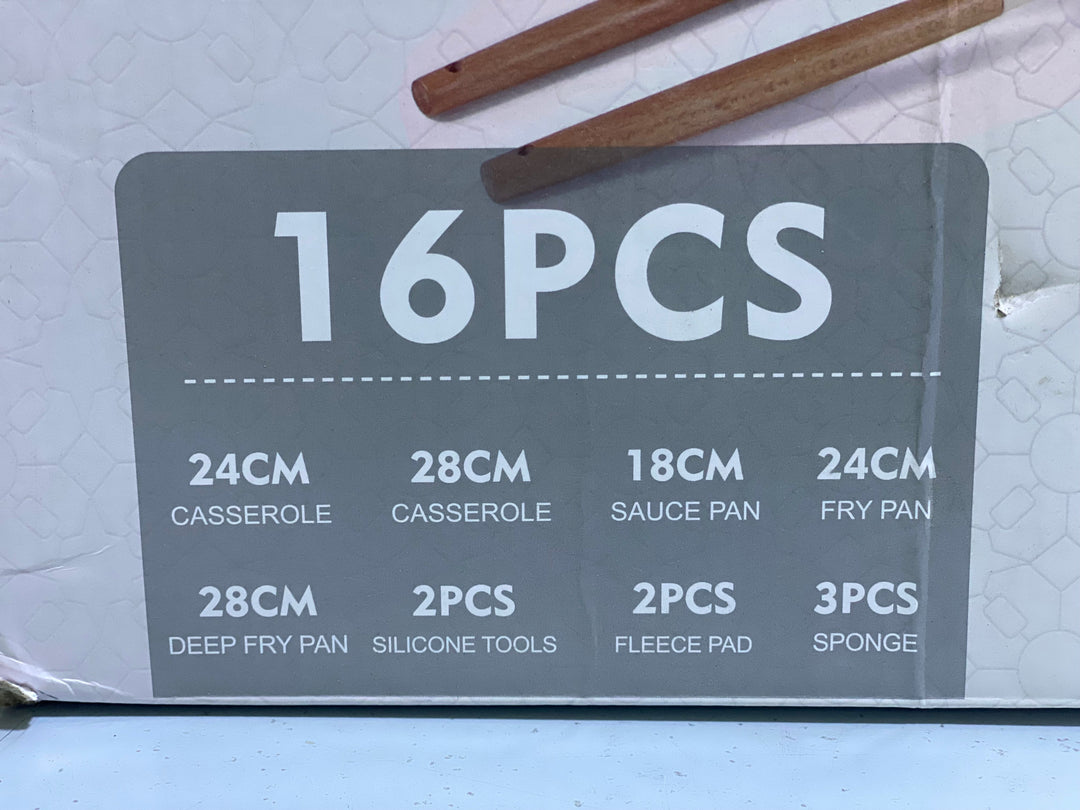 16PCS
24CM 28CM 18CM 24CM
CASSEROLE CASSEROLE SAUCE PAN FRY PAN
28CM 2PCS 2PCS 3PCS
DEEP FRY PAN SILICONE TOOLS FLEECE PAD SPONGE